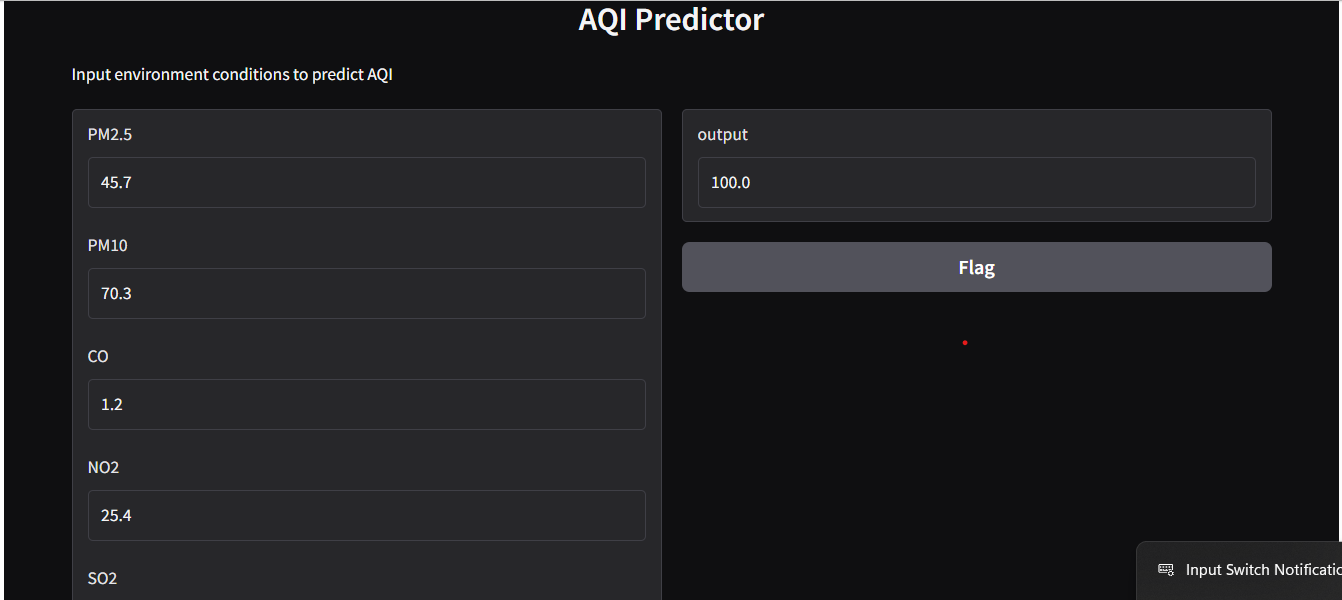 AQI Predictor
Input environment conditions to predict AQI
PM2.5
45.7
PM10
70.3
CO
1.2
NO2
25.4
SO2
output
100.0
Flag
Input Switch Notificatio